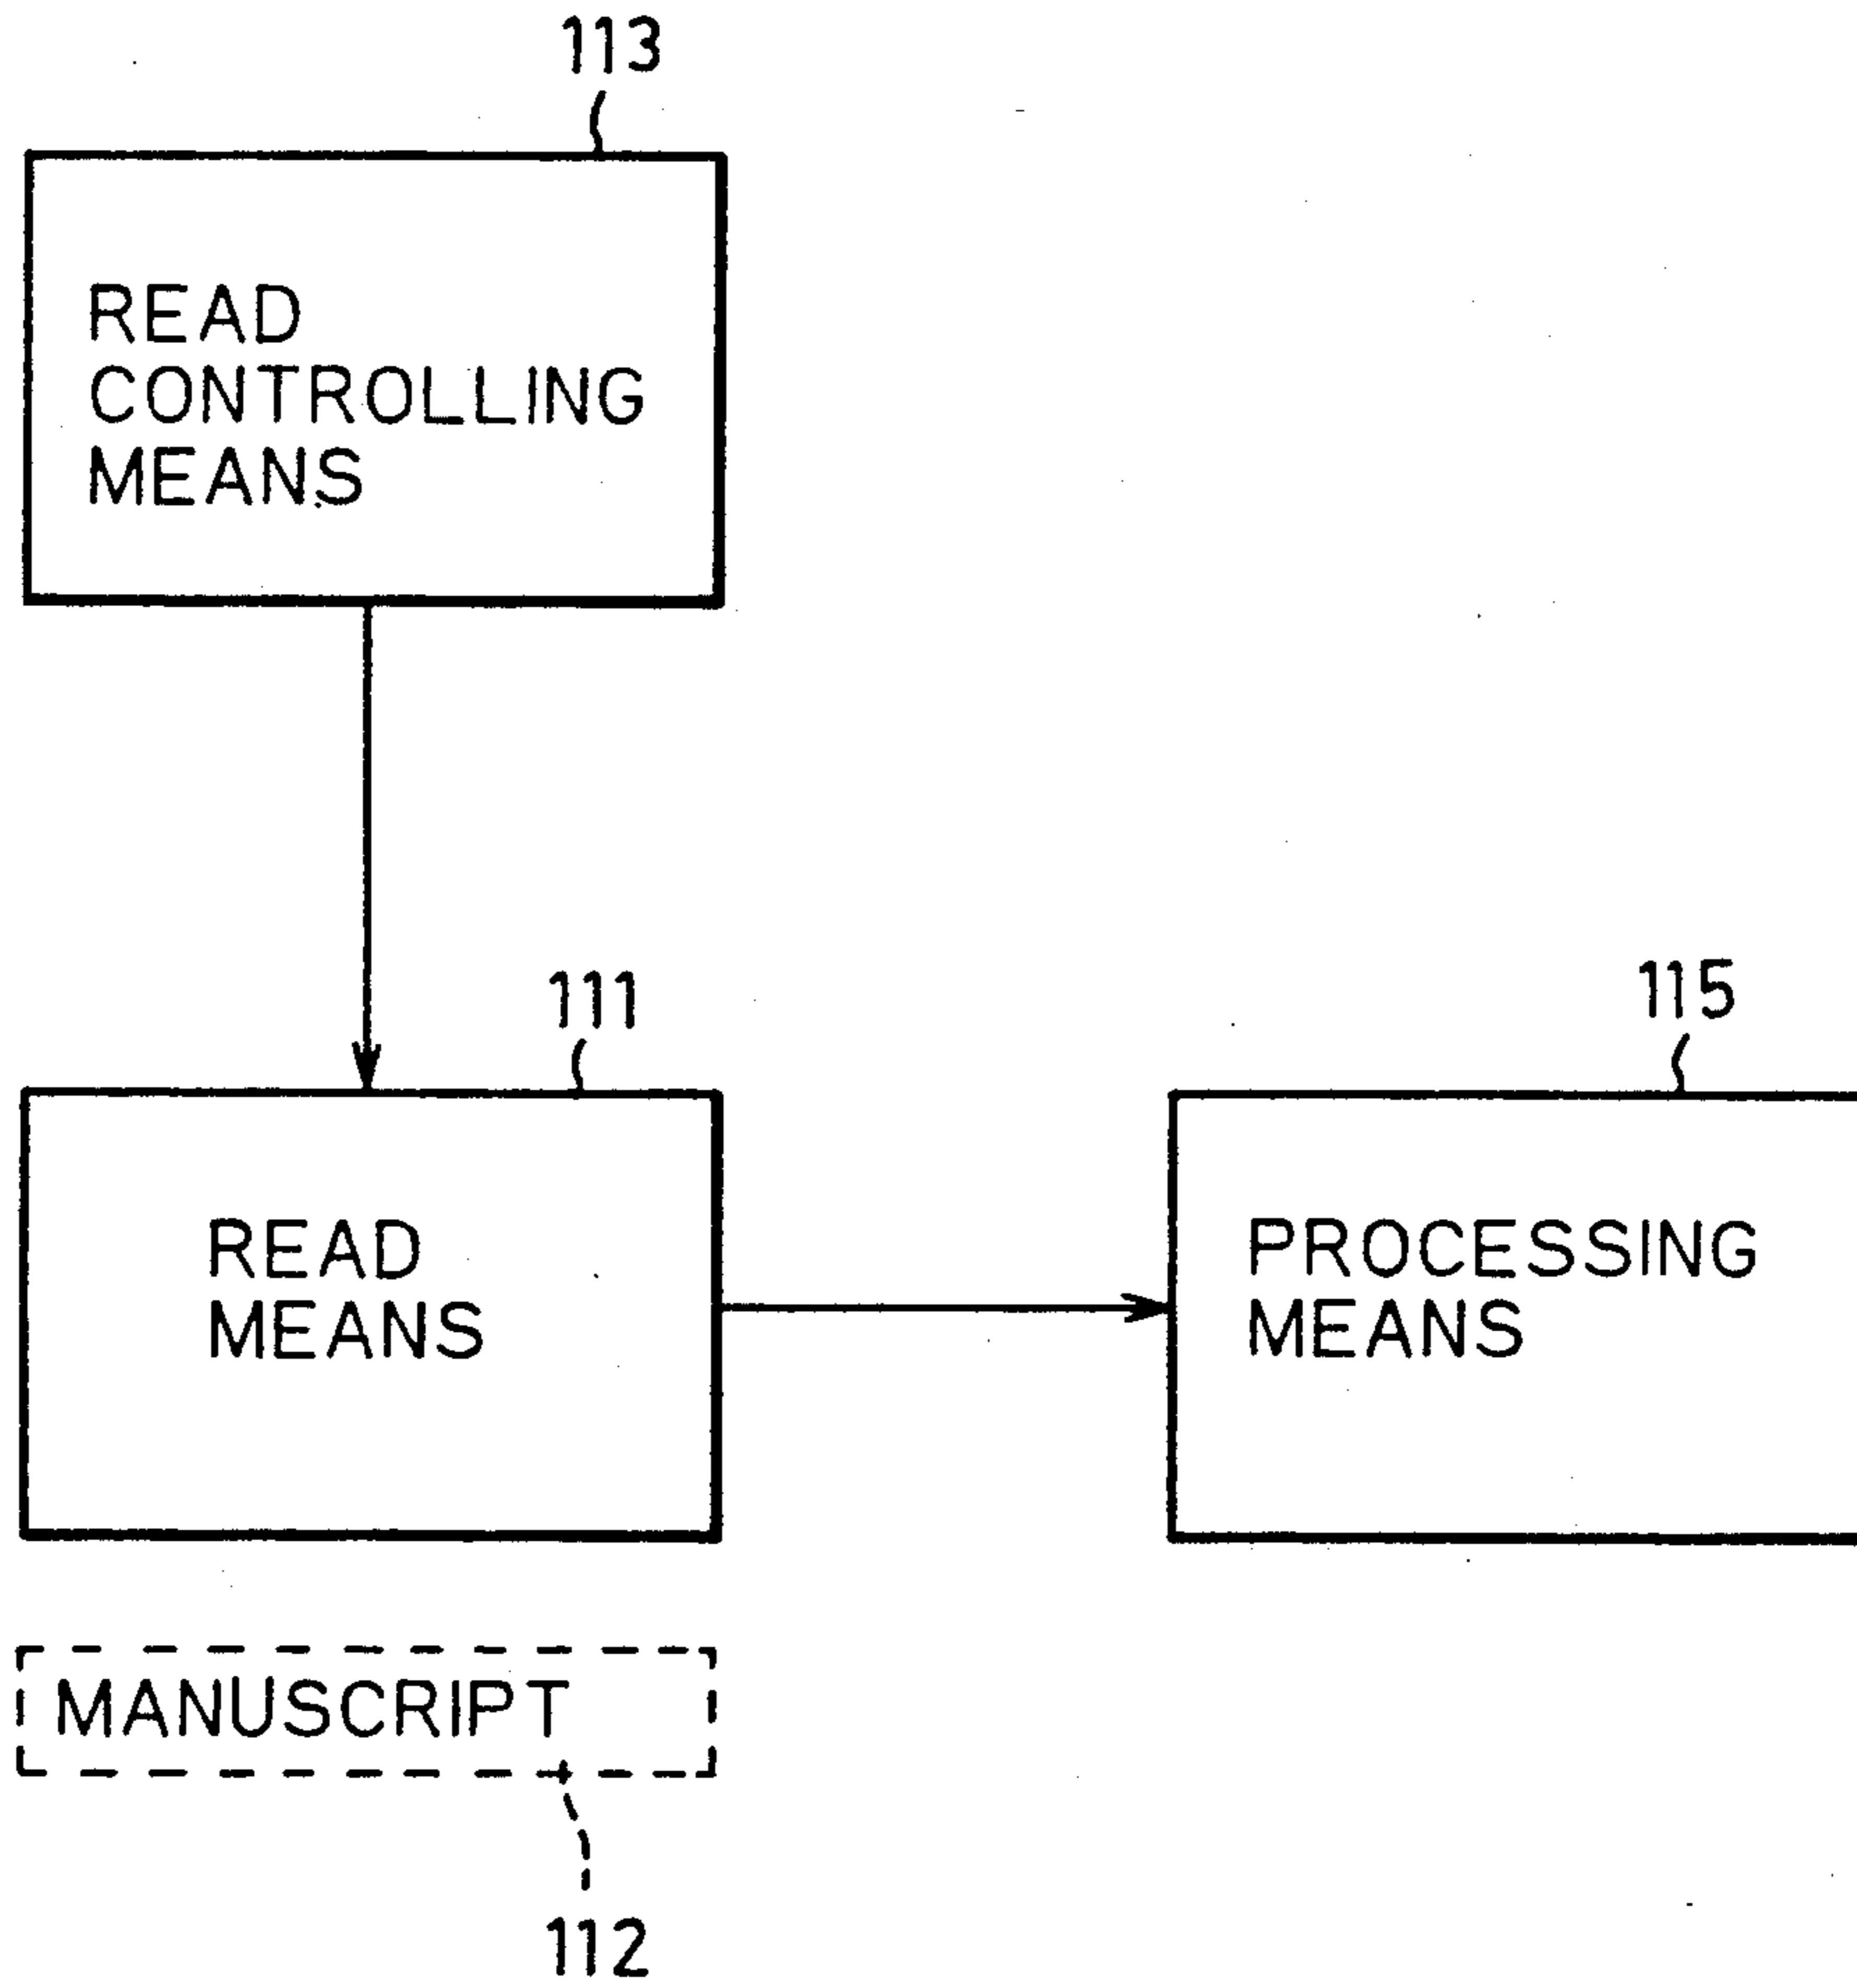 113
READ
CONTROLLING
MEANS
111
READ
MEANS
115
PROCESSING
MEANS
MANUSCRIPT
112